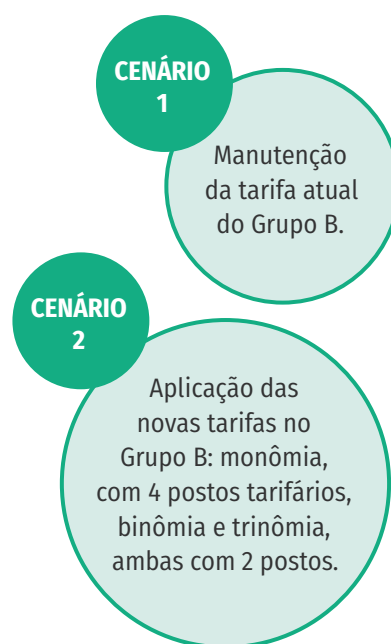 CENÁRIO
1
Manutenção
da tarifa atual
do Grupo B.
CENÁRIO
2
Aplicação das
novas tarifas no
Grupo B: monômia,
com 4 postos tarifários,
binômia e trinômia,
ambas com 2 postos.